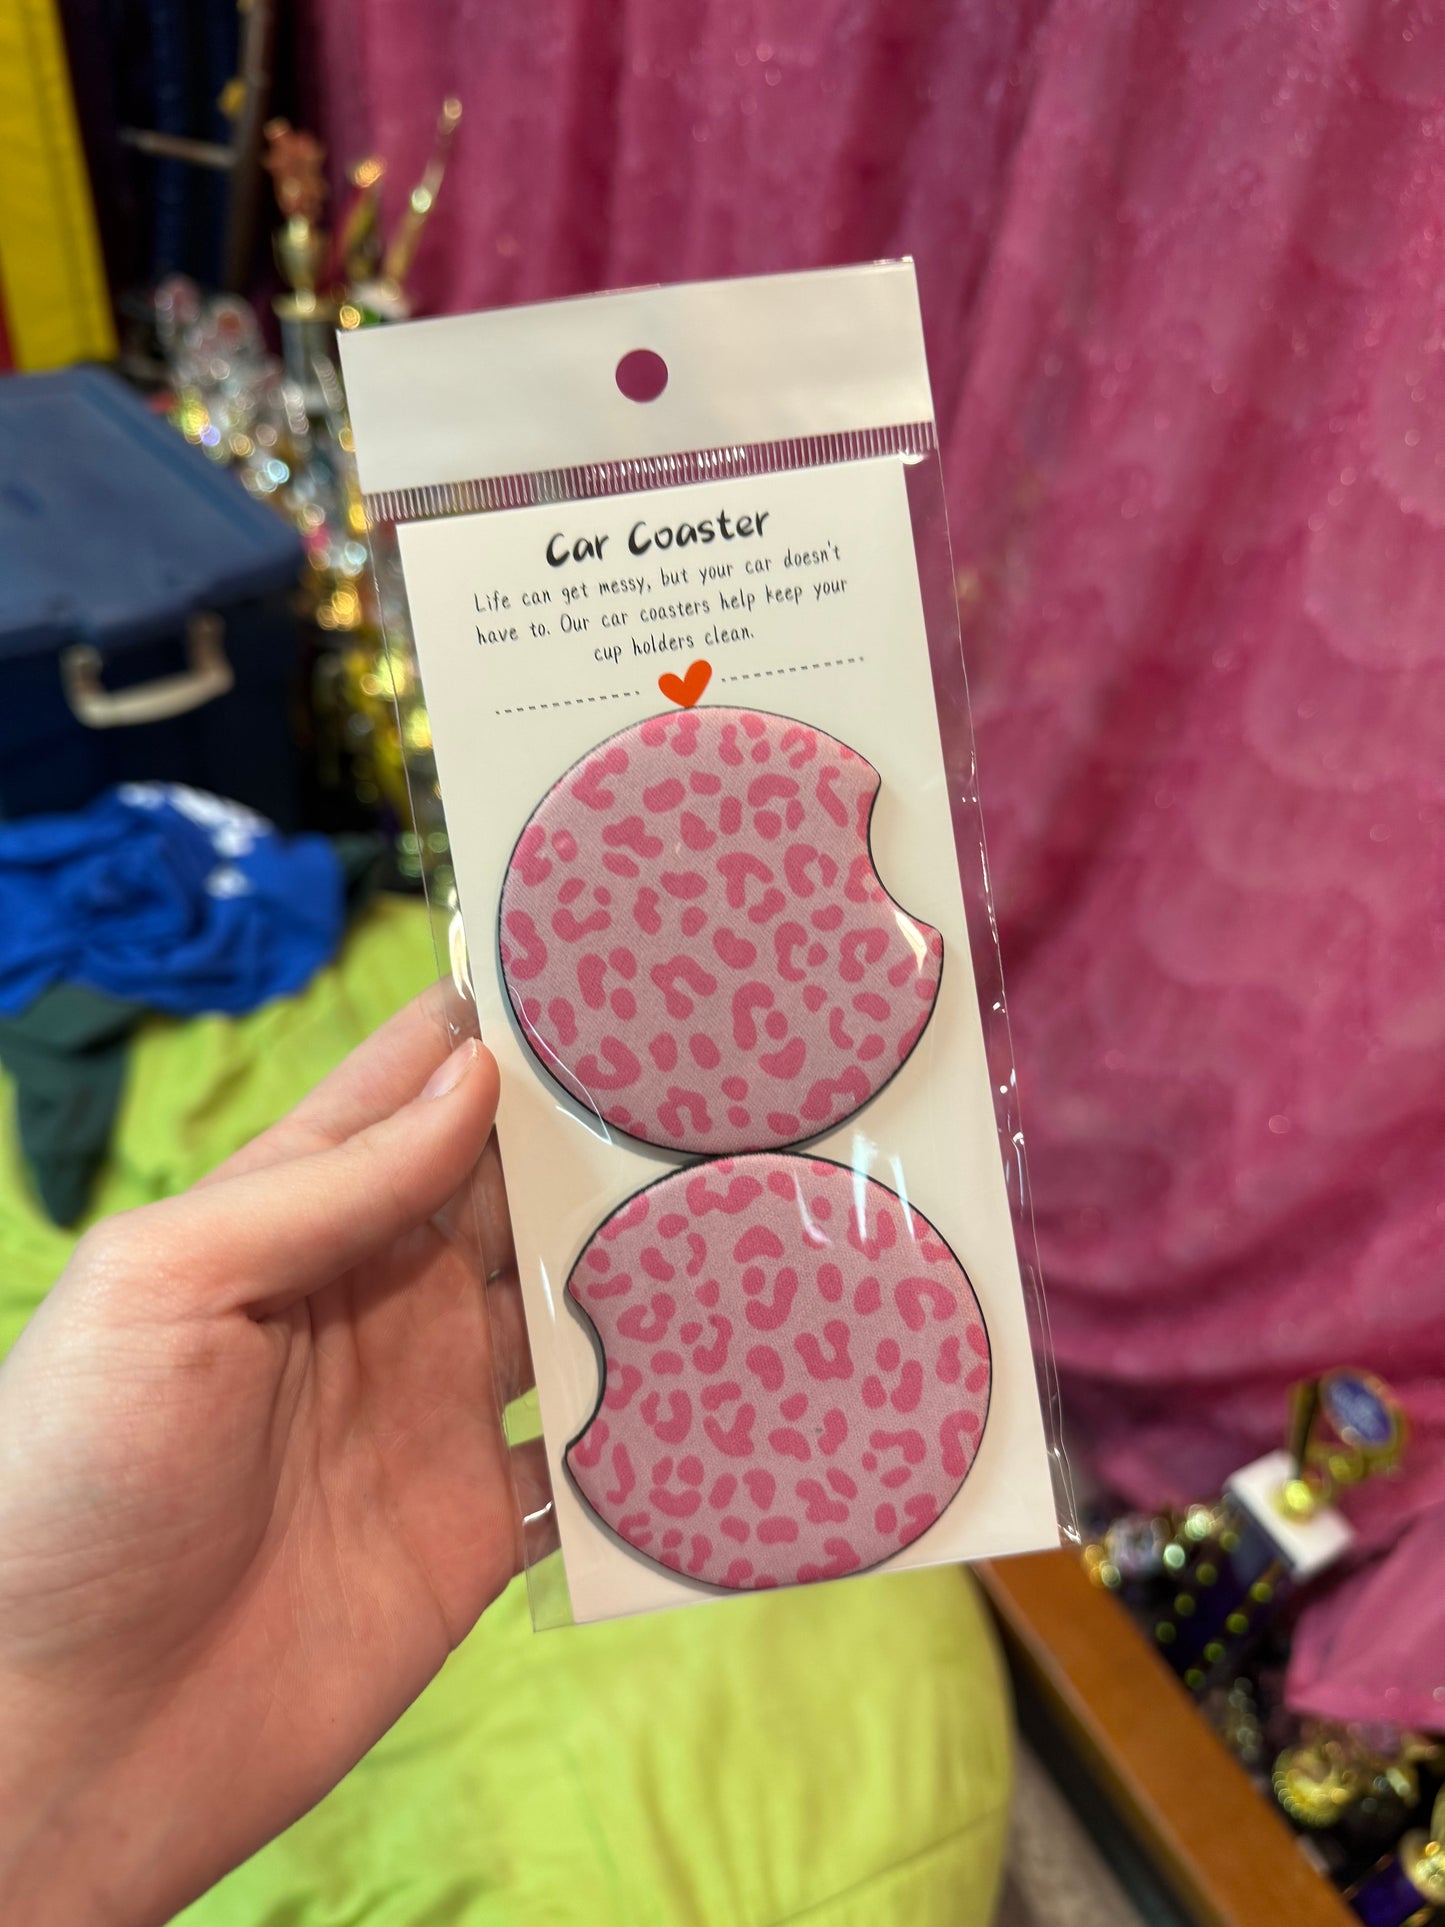 Car Coaster
Life can get messy, but your car doesn't
have to. Our car coasters help keep your
cup holders clean.